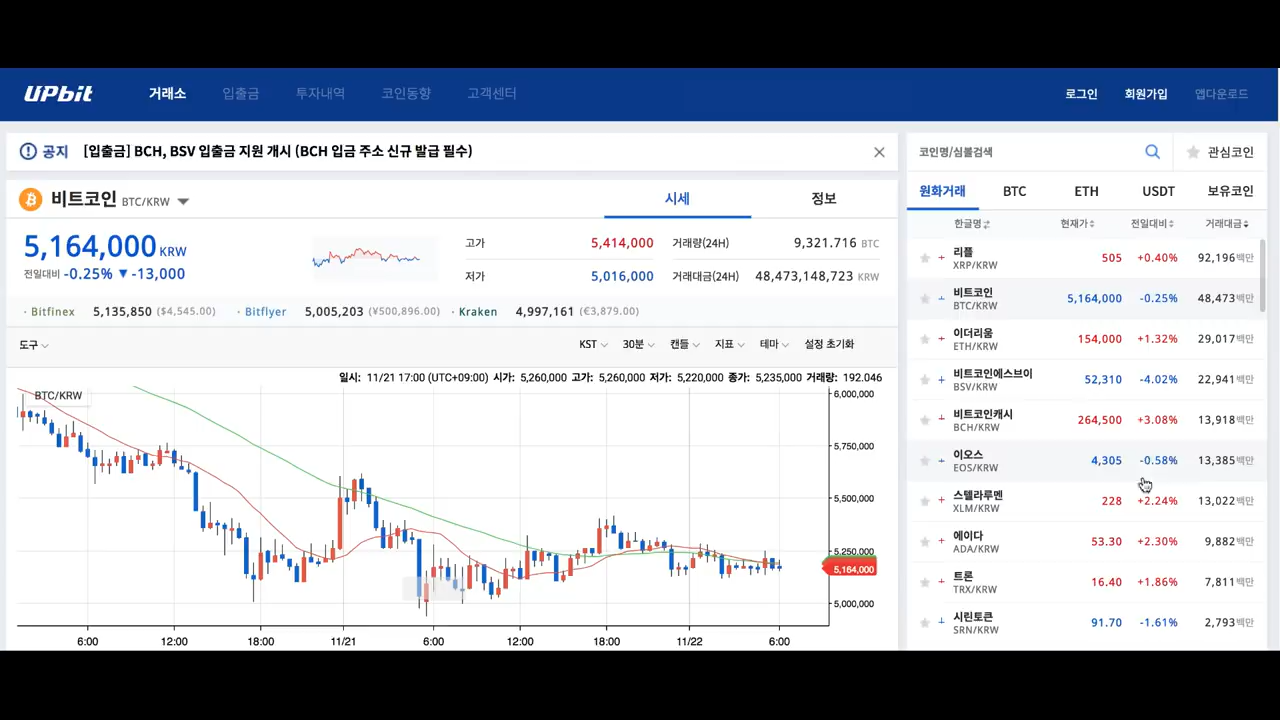 UPbit
거래소 입출금 투자내역 코인동향 고객센터
로그인 회원가입 앱다운로드
공지 [입출금] BCH, BSV 입출금 지원 개시 (BCH 입금 주소 신규 발급 필수)
비트코인 BTC/KRW
시세 정보
5,164,000 KRW
전일대비 -0.25% ▼ -13,000
고가 5,414,000 거래량(24H) 9,321.716 BTC
저가 5,016,000 거래대금(24H) 48,473,148,723 KRW
· Bitfinex 5,135,850 ($4,545.00) · Bitflyer 5,005,203 (¥500,896.00) · Kraken 4,997,161 (€3,879.00)
도구 KST 30분 캔들 지표 테마 설정 초기화
일시: 11/21 17:00 (UTC+09:00) 시가: 5,260,000 고가: 5,260,000 저가: 5,220,000 종가: 5,235,000 거래량: 192.046
BTC/KRW
6,000,000
5,750,000
5,500,000
5,250,000
5,164,000
5,000,000
6:00 12:00 18:00 11/21 6:00 12:00 18:00 11/22 6:00
코인명/심볼검색 관심코인
원화거래 BTC ETH USDT 보유코인
한글명 현재가 전일대비 거래대금
리플 505 +0.40% 92,196백만
XRP/KRW
비트코인 5,164,000 -0.25% 48,473백만
BTC/KRW
이더리움 154,000 +1.32% 29,017백만
ETH/KRW
비트코인에스브이 52,310 -4.02% 22,941백만
BSV/KRW
비트코인캐시 264,500 +3.08% 13,918백만
BCH/KRW
이오스 4,305 -0.58% 13,385백만
EOS/KRW
스텔라루멘 228 +2.24% 13,022백만
XLM/KRW
에이다 53.30 +2.30% 9,882백만
ADA/KRW
트론 16.40 +1.86% 7,811백만
TRX/KRW
시린토큰 91.70 -1.61% 2,793백만
SRN/KRW